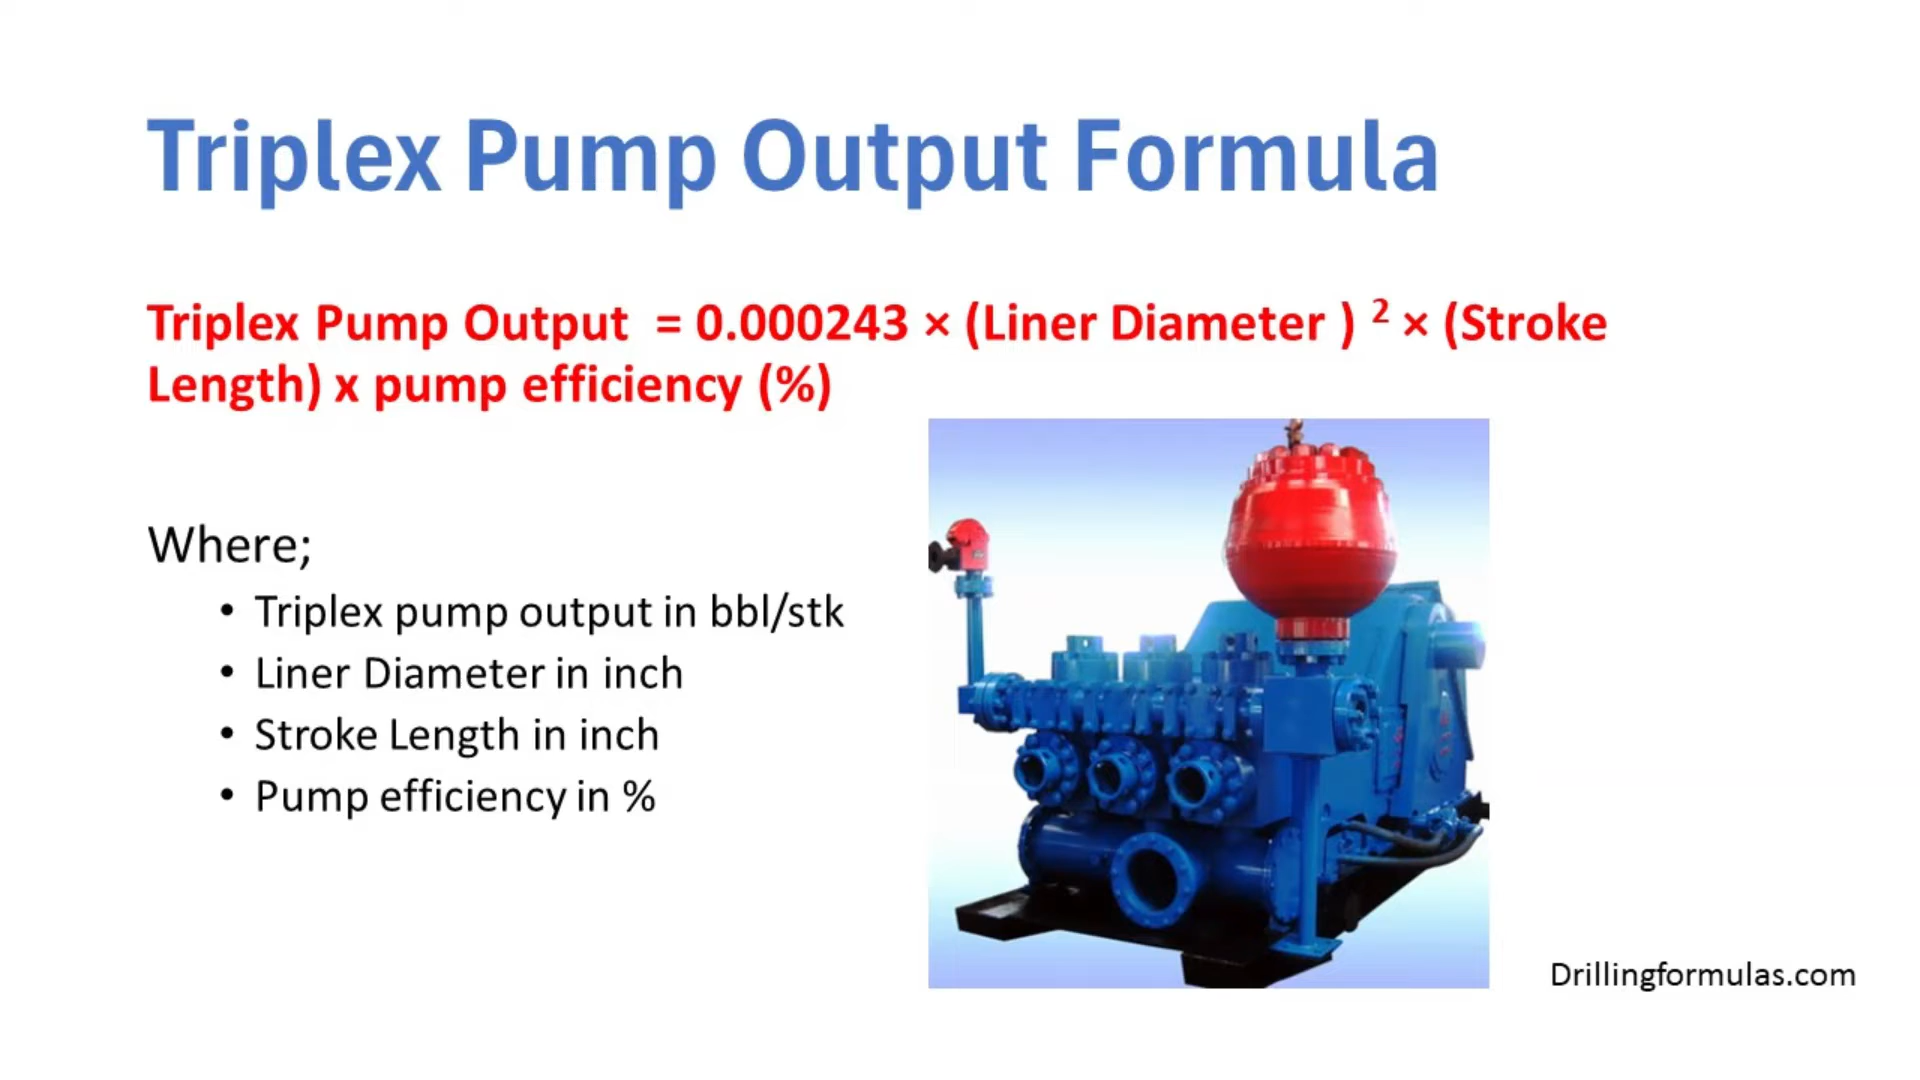 Triplex Pump Output Formula
Triplex Pump Output = 0.000243 × (Liner Diameter ) ² × (Stroke
Length) x pump efficiency (%)
Where;
• Triplex pump output in bbl/stk
• Liner Diameter in inch
• Stroke Length in inch
• Pump efficiency in %
Drillingformulas.com